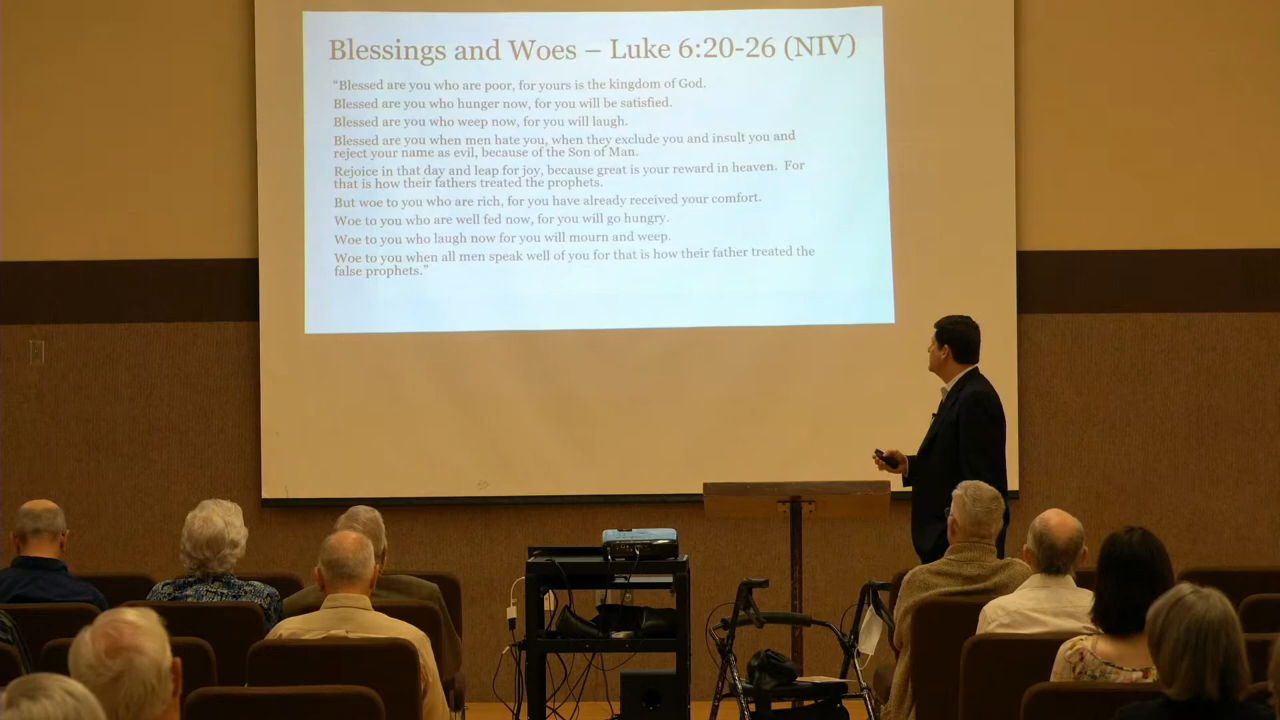 Blessings and Woes – Luke 6:20-26 (NIV)
“Blessed are you who are poor, for yours is the kingdom of God.
Blessed are you who hunger now, for you will be satisfied.
Blessed are you who weep now, for you will laugh.
Blessed are you when men hate you, when they exclude you and insult you and
reject your name as evil, because of the Son of Man.
Rejoice in that day and leap for joy, because great is your reward in heaven.  For
that is how their fathers treated the prophets.
But woe to you who are rich, for you have already received your comfort.
Woe to you who are well fed now, for you will go hungry.
Woe to you who laugh now for you will mourn and weep.
Woe to you when all men speak well of you for that is how their father treated the
false prophets.”